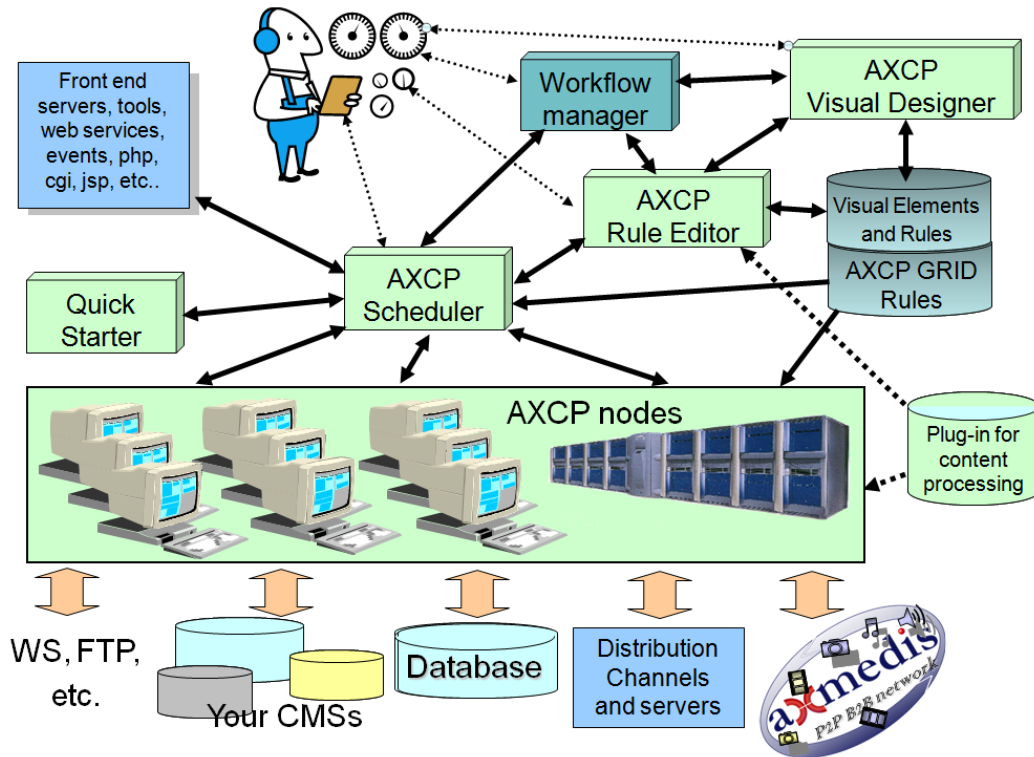 Front end
servers, tools,
web services,
events, php,
cgi, jsp, etc..
Workflow
manager
AXCP
Visual Designer
AXCP
Rule Editor
Visual Elements
and Rules
AXCP GRID
Rules
AXCP
Scheduler
Quick
Starter
AXCP nodes
Plug-in for
content
processing
WS, FTP,
etc.
Your CMSs
Database
Distribution
Channels
and servers
axmedis
P2P B2B network